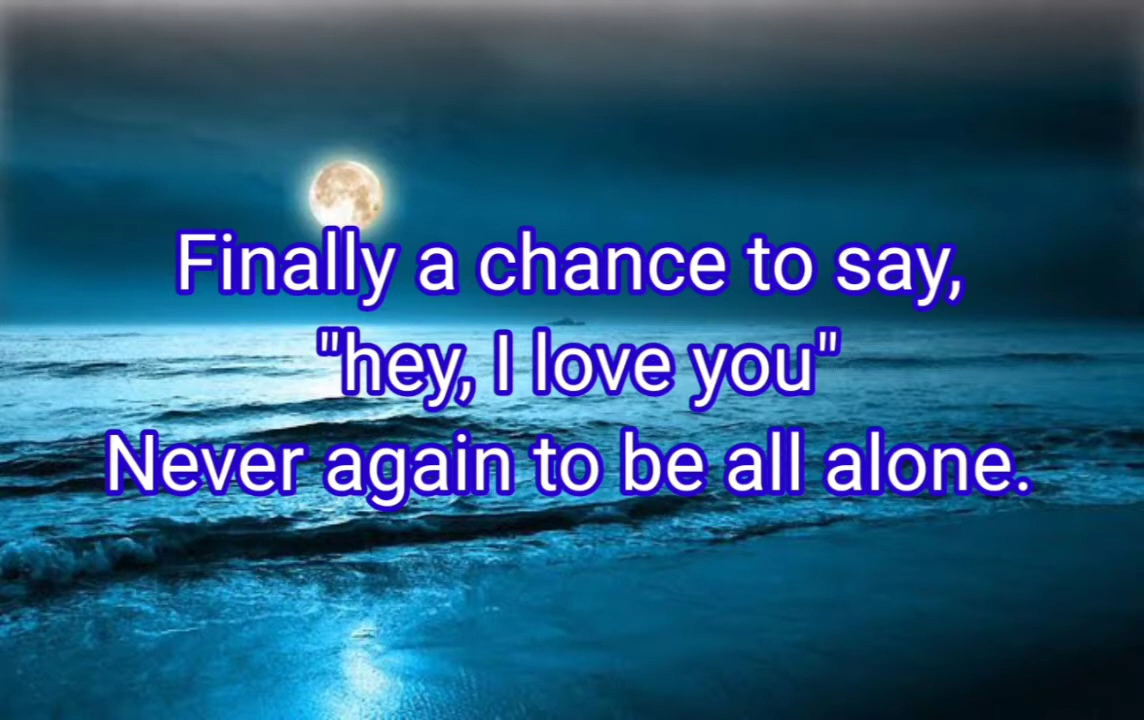 Finally a chance to say,
"hey, I love you"
Never again to be all alone.